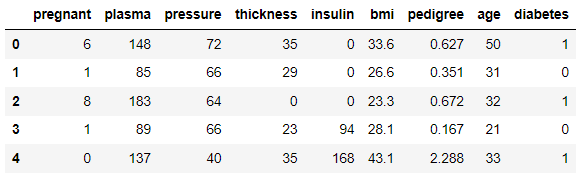 pregnant plasma pressure thickness insulin bmi pedigree age diabetes
0 6 148 72 35 0 33.6 0.627 50 1
1 1 85 66 29 0 26.6 0.351 31 0
2 8 183 64 0 0 23.3 0.672 32 1
3 1 89 66 23 94 28.1 0.167 21 0
4 0 137 40 35 168 43.1 2.288 33 1